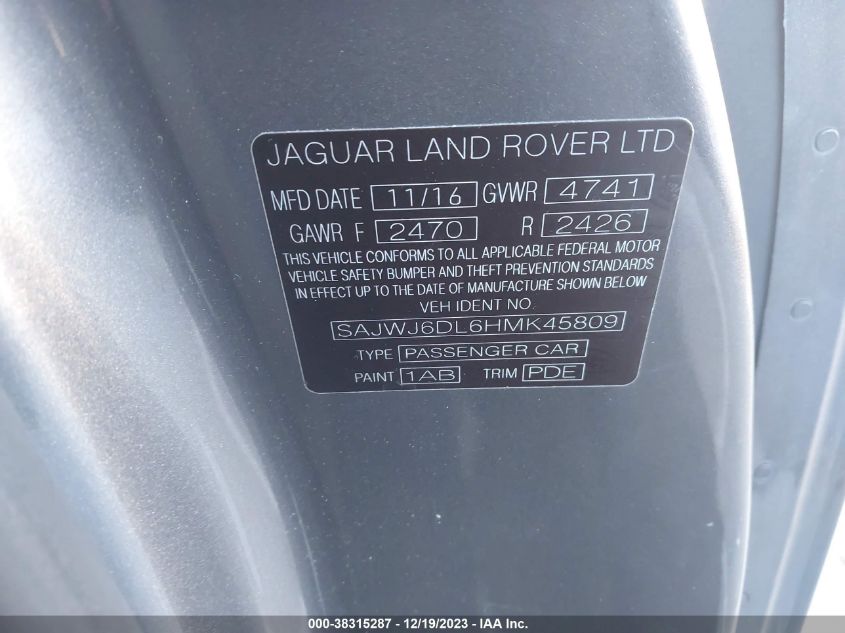 JAGUAR LAND ROVER LTD
MFD DATE 11/16 GVWR 4741
GAWR F 2470 R 2426
THIS VEHICLE CONFORMS TO ALL APPLICABLE FEDERAL MOTOR
VEHICLE SAFETY BUMPER AND THEFT PREVENTION STANDARDS
IN EFFECT UP TO THE DATE OF MANUFACTURE SHOWN BELOW
VEH IDENT NO.
SAJWJ6DL6HMK45809
TYPE PASSENGER CAR
PAINT 1AB TRIM PDE
000-38315287 - 12/19/2023 - IAA Inc.